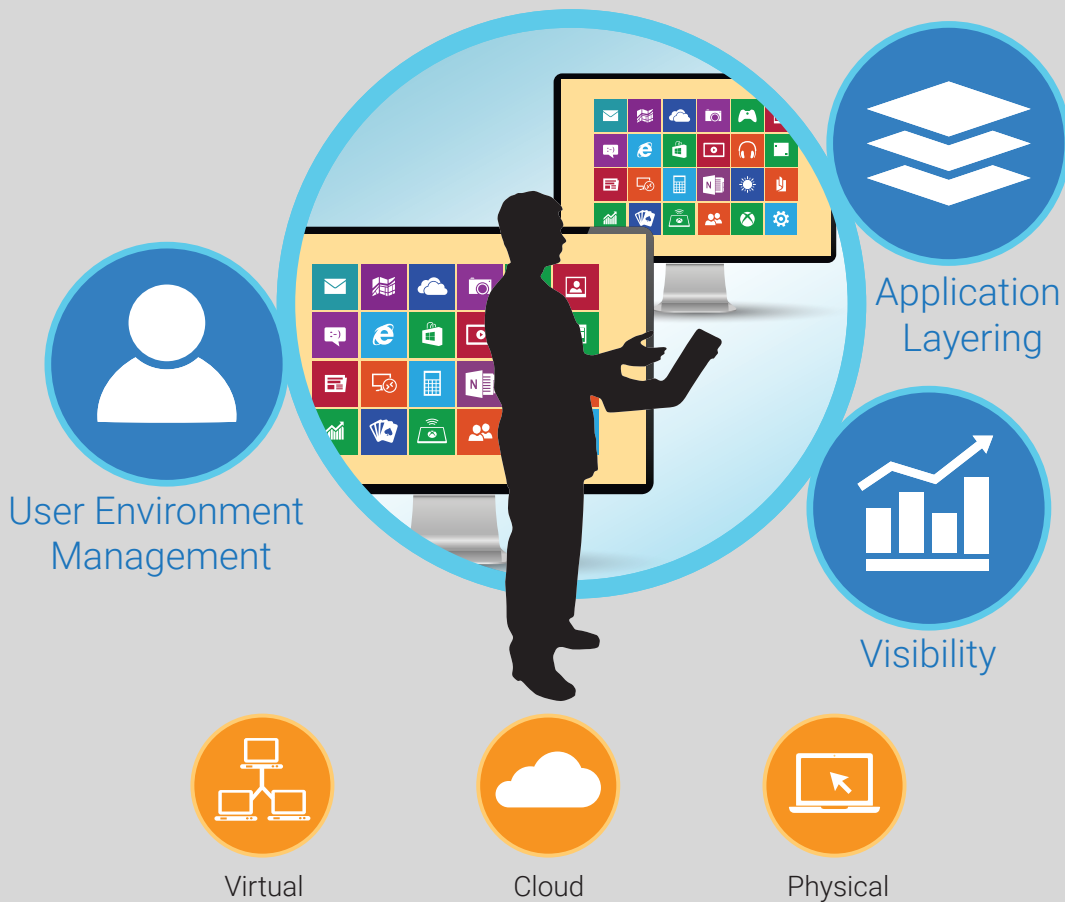 Application
Layering
User Environment
Management
Visibility
Virtual
Cloud
Physical